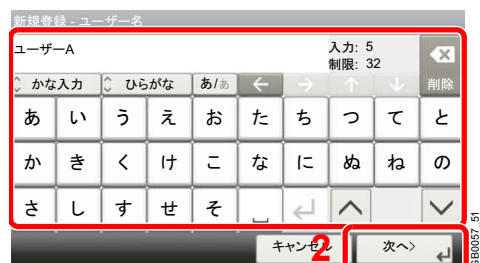 新規登録 - ユーザー名
ユーザーA
入力: 5
制限: 32
かな入力 ひらがな あ/ぁ ← → ↑ ↓ 削除
あ い う え お た ち つ て と
か き く け こ な に ぬ ね の
さ し す せ そ
キャンセル 2 次へ>
GB0057_51